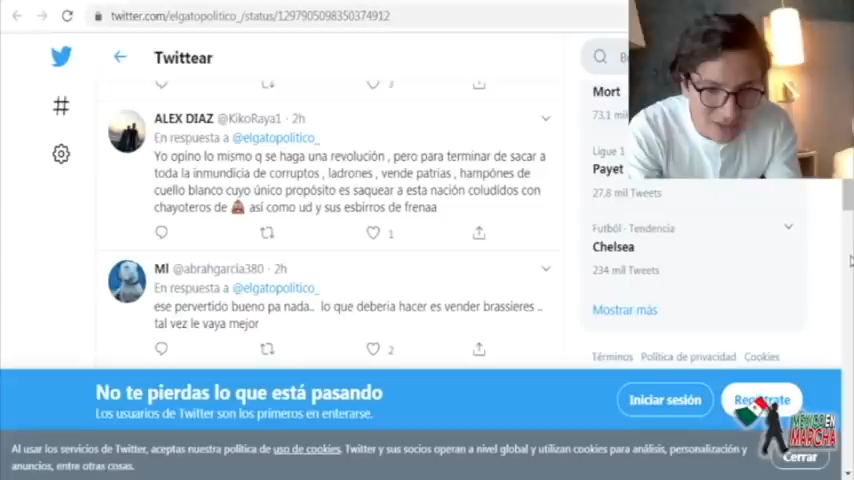 twitter.com/elgatopolitico_/status/1297905098350374912
Twittear
ALEX DIAZ @KikoRaya1 · 2h
En respuesta a @elgatopolitico_
Yo opino lo mismo q se haga una revolución , pero para terminar de sacar a
toda la inmundicia de corruptos , ladrones , vende patrias , hampónes de
cuello blanco cuyo único propósito es saquear a esta nación coludidos con
chayoteros de 💩 así como ud y sus esbirros de frenaa
1
MI @abrahgarcia380 · 2h
En respuesta a @elgatopolitico_
ese pervertido bueno pa nada.. lo que deberia hacer es vender brassieres ..
tal vez le vaya mejor
2
Mort
73.1 mi
Ligue 1
Payet
27,8 mil Tweets
Futból · Tendencia
Chelsea
234 mil Tweets
Mostrar más
Términos Política de privacidad Cookies
No te pierdas lo que está pasando
Los usuarios de Twitter son los primeros en enterarse.
Iniciar sesión
MÉXICO EN
MARCHA
Cerrar
Al usar los servicios de Twitter, aceptas nuestra política de uso de cookies. Twitter y sus socios operan a nivel global y utilizan cookies para análisis, personalización y
anuncios, entre otras cosas.